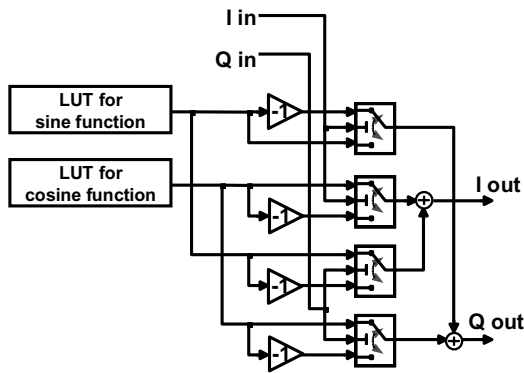 I in
Q in
LUT for
sine function
-1
LUT for
cosine function
-1
I out
-1
Q out
-1